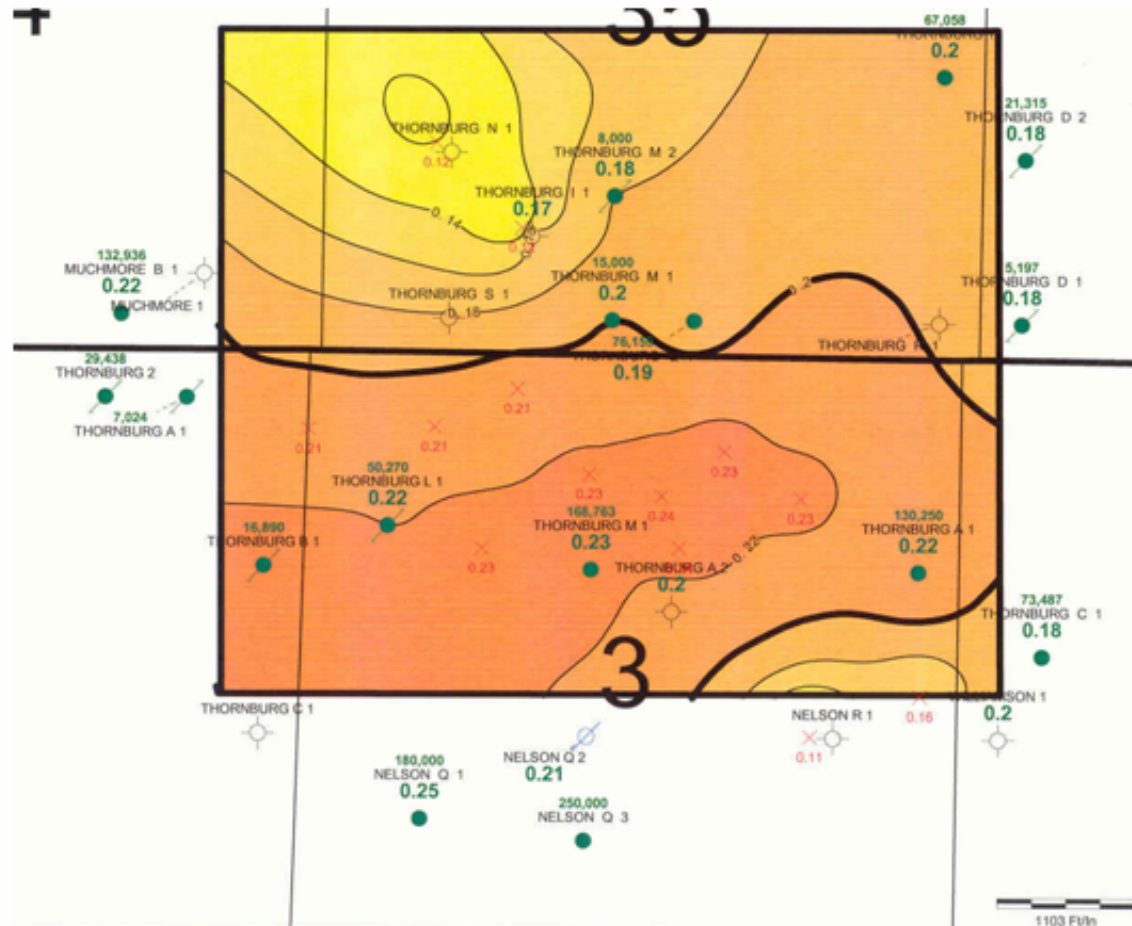 35
67,058
0.2
21,315
THORNBURG D 2
0.18
THORNBURG N 1
0.12
8,000
THORNBURG M 2
0.18
THORNBURG I 1
0.17
0.14
132,936
MUCHMORE B 1
0.22
MUCHMORE 1
15,000
THORNBURG M 1
0.2
5,197
THORNBURG D 1
0.18
THORNBURG S 1
0.18
0.2
76,155
0.19
29,438
THORNBURG 2
7,024
THORNBURG A 1
0.21
0.21
0.21
50,270
THORNBURG L 1
0.22
0.23
0.23
0.24
0.23
168,763
THORNBURG M 1
0.23
130,250
THORNBURG A 1
0.22
16,890
THORNBURG B 1
0.23
0.22
THORNBURG A 2
0.2
73,487
THORNBURG C 1
0.18
3
THORNBURG C 1
NELSON R 1
0.16
0.2
0.11
NELSON Q 2
0.21
180,000
NELSON Q 1
0.25
250,000
NELSON Q 3
1103 Ft/In